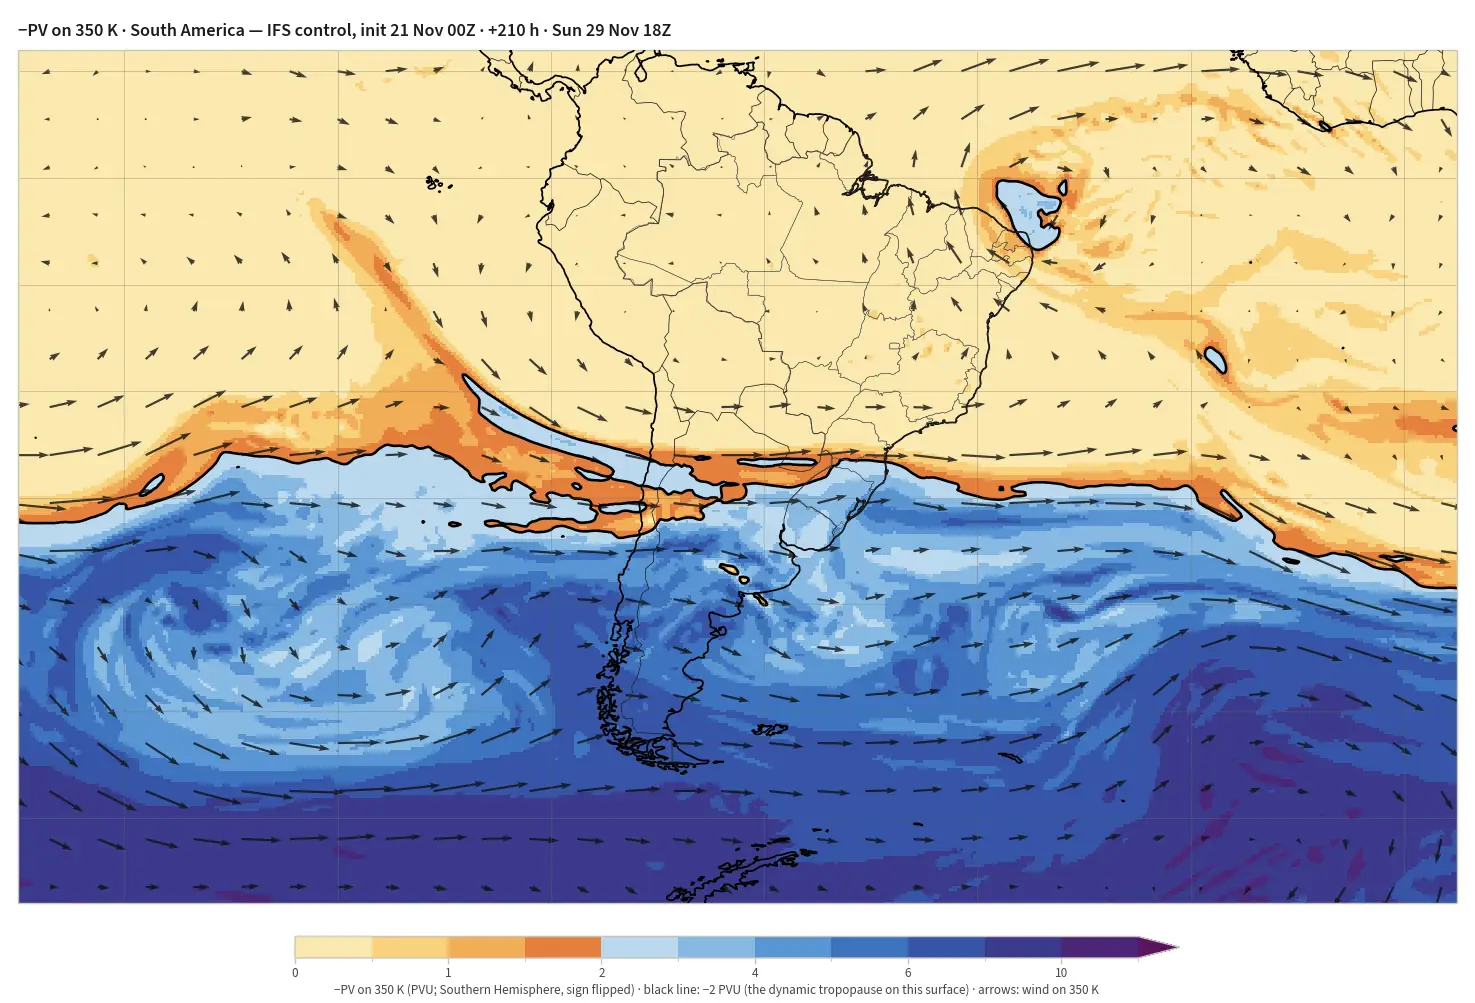 −PV on 350 K · South America — IFS control, init 21 Nov 00Z · +210 h · Sun 29 Nov 18Z
0 1 2 4 6 10
−PV on 350 K (PVU; Southern Hemisphere, sign flipped) · black line: −2 PVU (the dynamic tropopause on this surface) · arrows: wind on 350 K